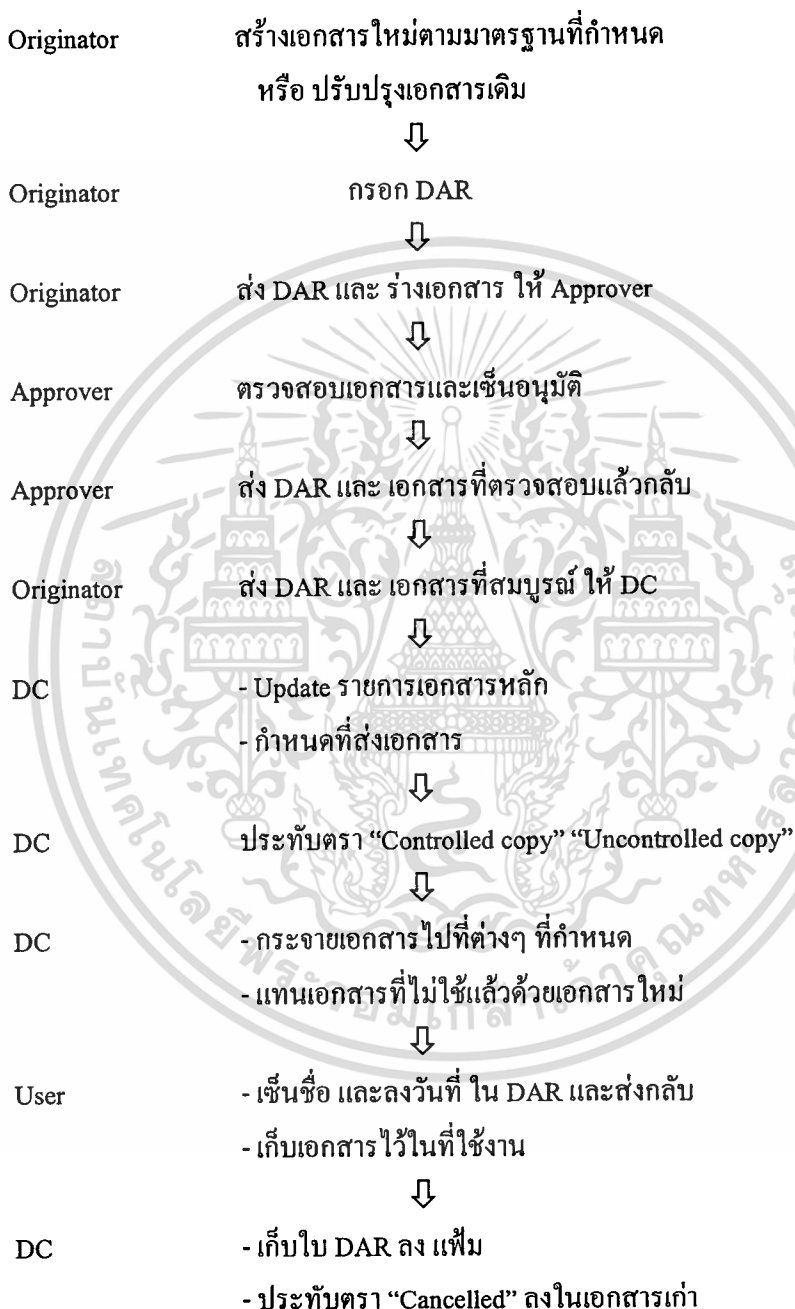 Originator สร้างเอกสารใหม่ตามมาตรฐานที่กำหนด
หรือ ปรับปรุงเอกสารเดิม
⇩
Originator กรอก DAR
⇩
Originator ส่ง DAR และ ร่างเอกสาร ให้ Approver
⇩
Approver ตรวจสอบเอกสารและเซ็นอนุมัติ
⇩
Approver ส่ง DAR และ เอกสารที่ตรวจสอบแล้วกลับ
⇩
Originator ส่ง DAR และ เอกสารที่สมบูรณ์ ให้ DC
⇩
DC - Update รายการเอกสารหลัก
- กำหนดที่ส่งเอกสาร
⇩
DC ประทับตรา “Controlled copy” “Uncontrolled copy”
⇩
DC - กระจายเอกสารไปที่ต่างๆ ที่กำหนด
- แทนเอกสารที่ไม่ใช้แล้วด้วยเอกสารใหม่
⇩
User - เซ็นชื่อ และลงวันที่ ใน DAR และส่งกลับ
- เก็บเอกสารไว้ในที่ใช้งาน
⇩
DC - เก็บใบ DAR ลง แฟ้ม
- ประทับตรา “Cancelled” ลงในเอกสารเก่า